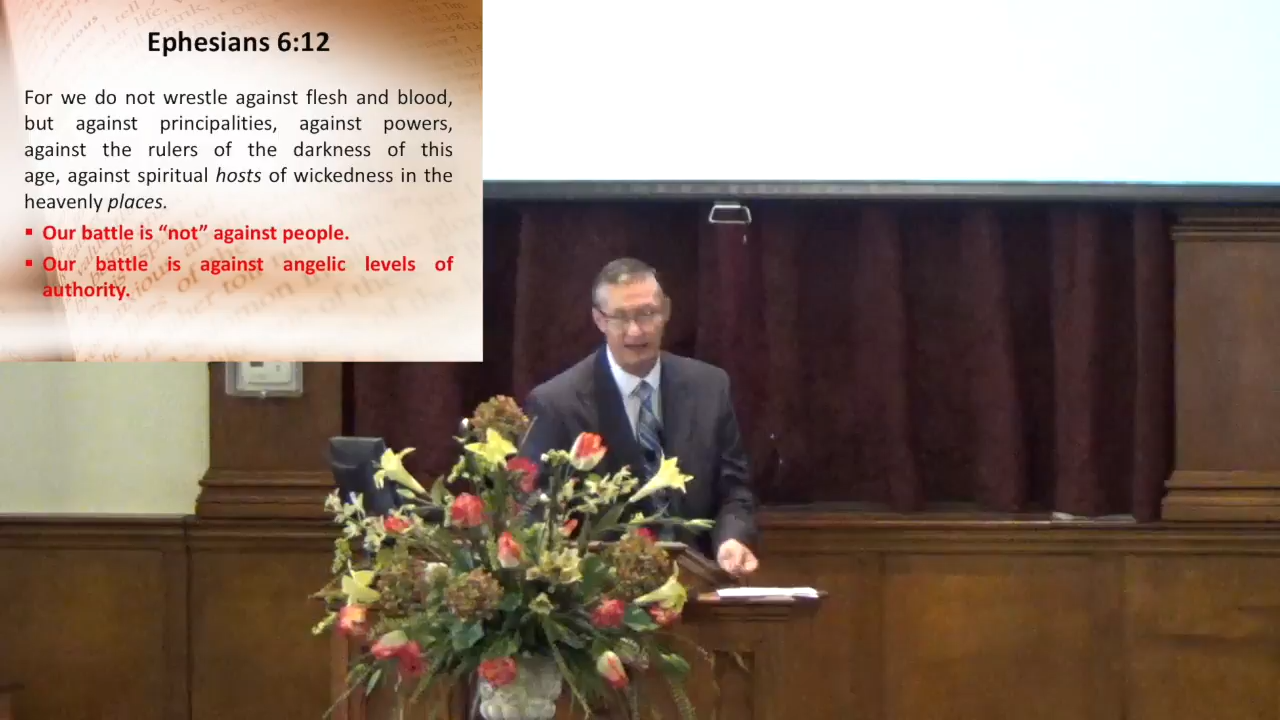 Ephesians 6:12
For we do not wrestle against flesh and blood,
but against principalities, against powers,
against the rulers of the darkness of this
age, against spiritual hosts of wickedness in the
heavenly places.
▪ Our battle is “not” against people.
▪ Our battle is against angelic levels of
authority.